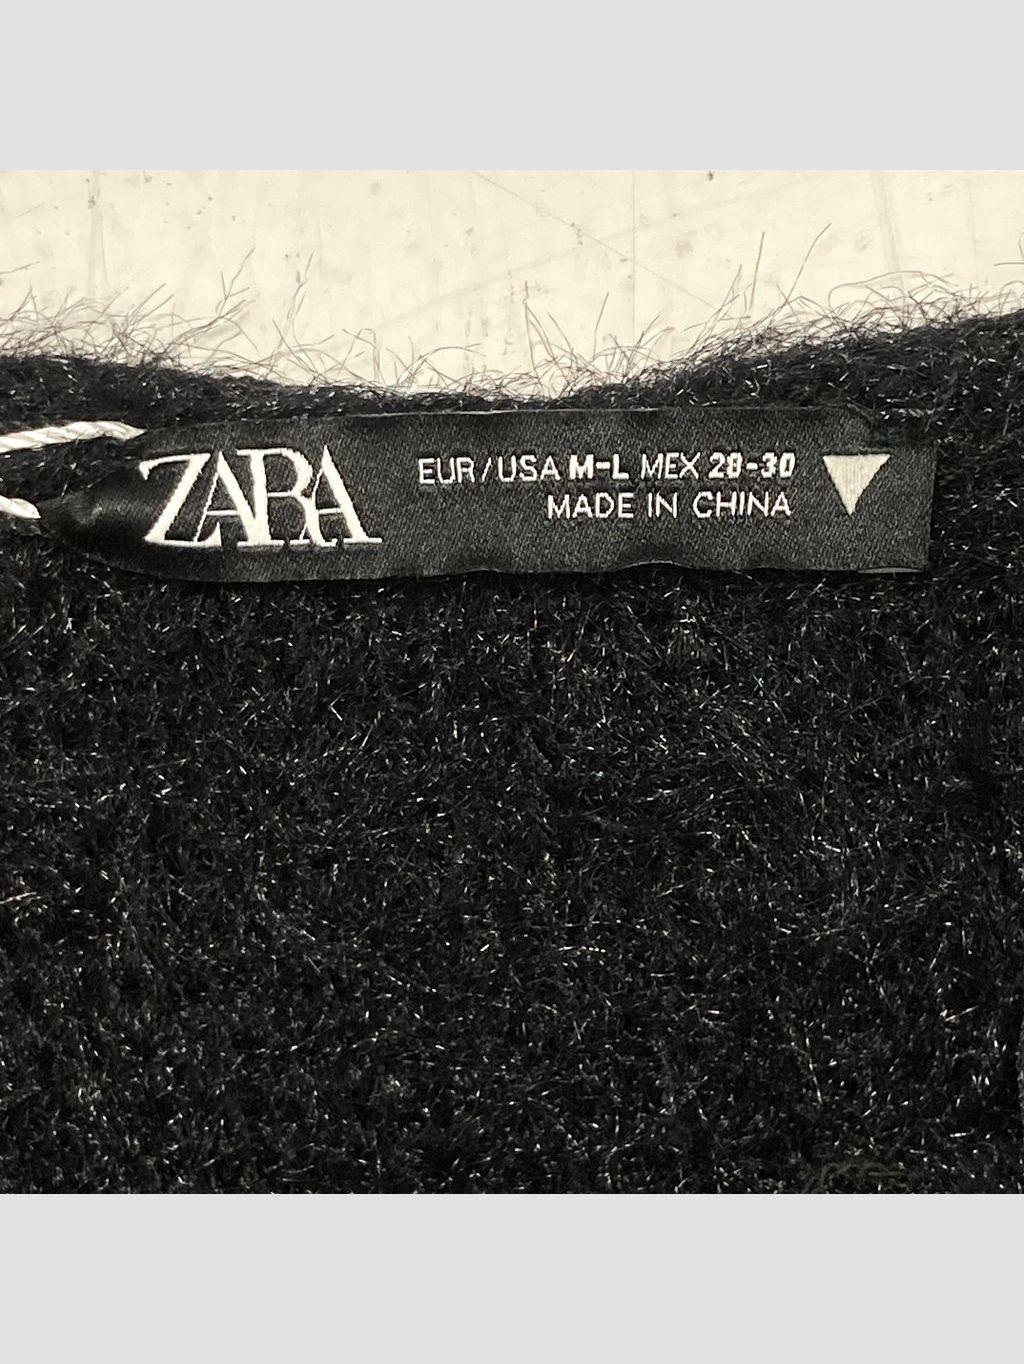 ZARA
EUR/USA M-L MEX 28-30
MADE IN CHINA